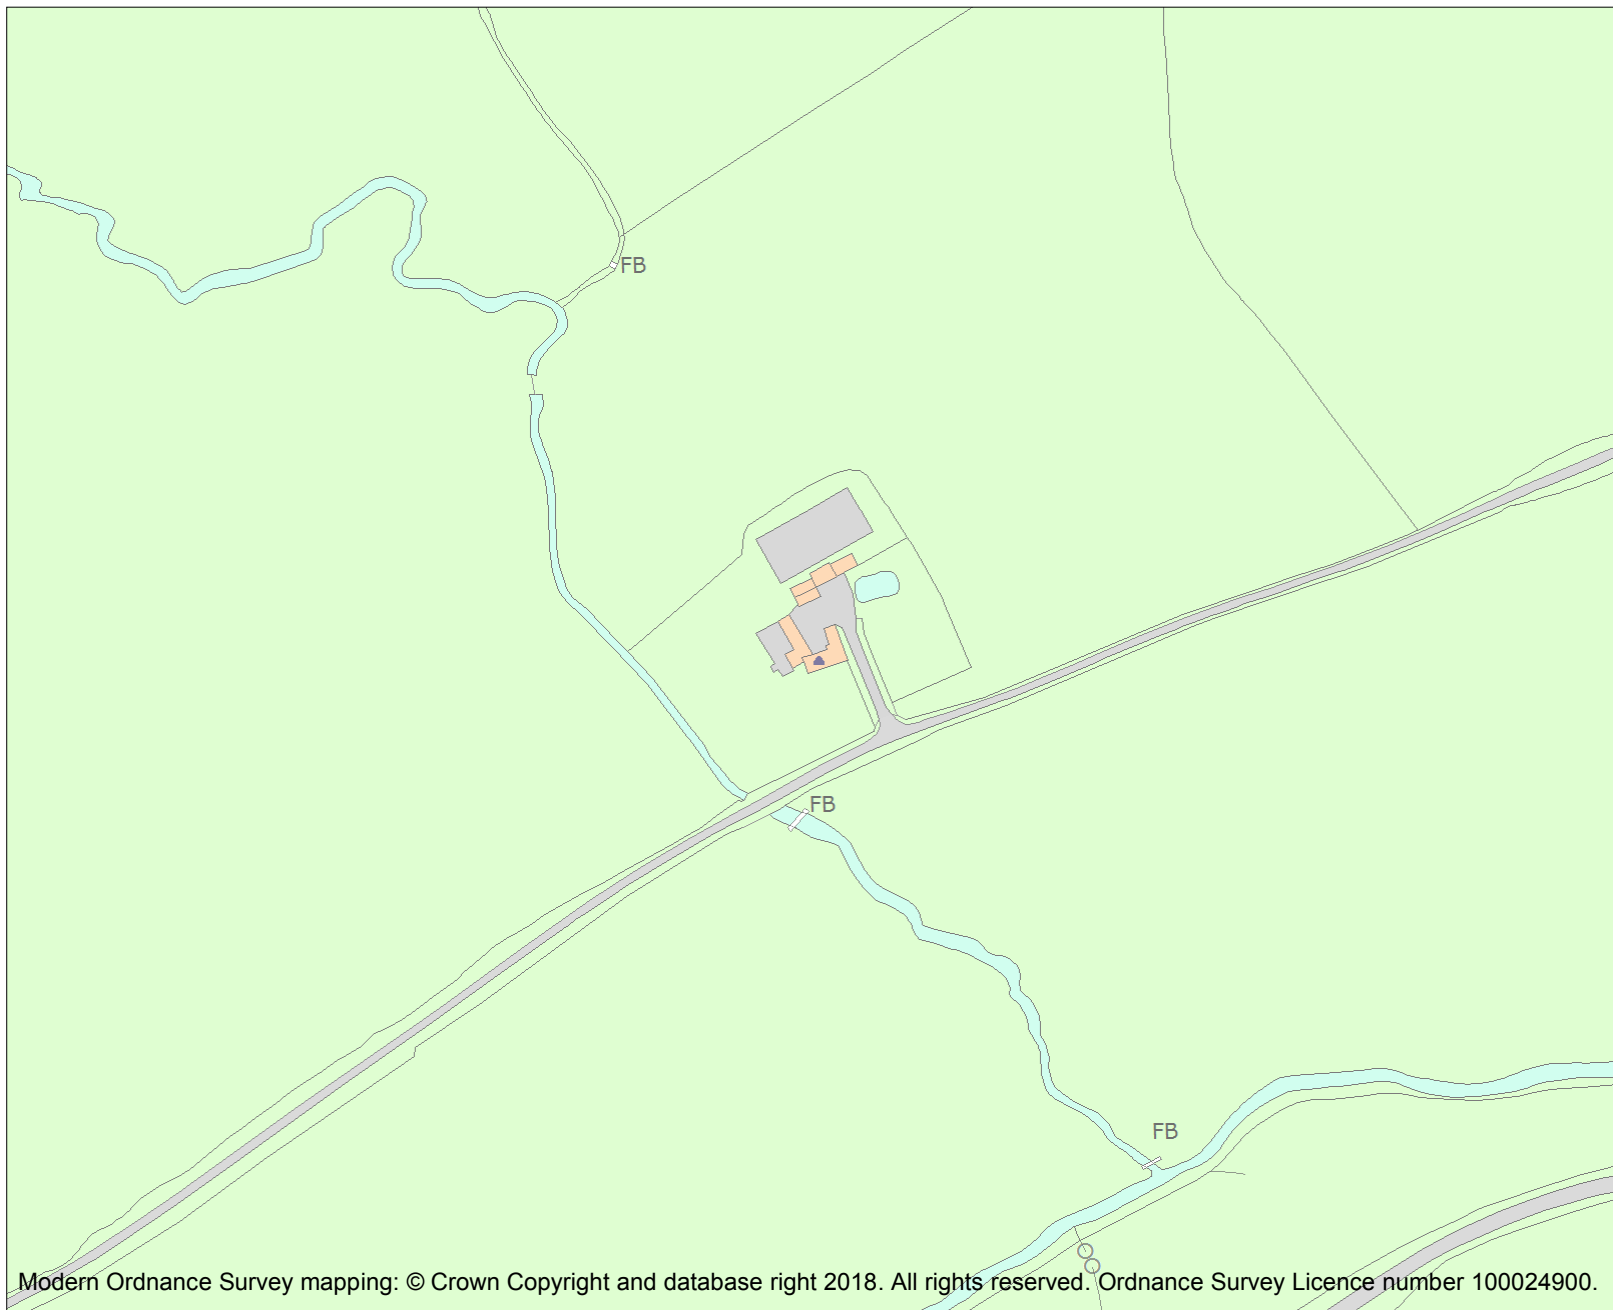 FB
FB
FB
Modern Ordnance Survey mapping: © Crown Copyright and database right 2018. All rights reserved. Ordnance Survey Licence number 100024900.